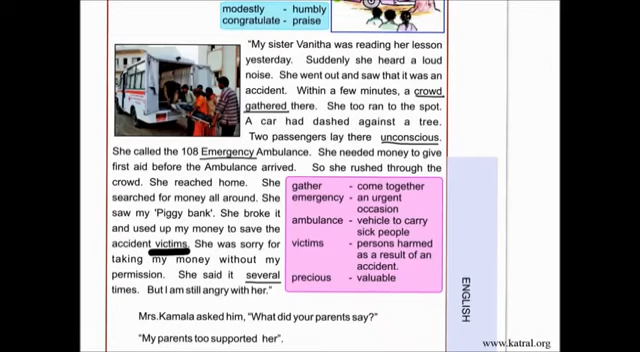 modestly - humbly
congratulate - praise
"My sister Vanitha was reading her lesson
yesterday. Suddenly she heard a loud
noise. She went out and saw that it was an
accident. Within a few minutes, a crowd
gathered there. She too ran to the spot.
A car had dashed against a tree.
Two passengers lay there unconscious.
She called the 108 Emergency Ambulance. She needed money to give
first aid before the Ambulance arrived. So she rushed through the
crowd. She reached home. She
searched for money all around. She
saw my 'Piggy bank'. She broke it
and used up my money to save the
accident victims. She was sorry for
taking my money without my
permission. She said it several
times. But I am still angry with her."
gather - come together
emergency - an urgent
occasion
ambulance - vehicle to carry
sick people
victims - persons harmed
as a result of an
accident.
precious - valuable
ENGLISH
Mrs.Kamala asked him, "What did your parents say?"
"My parents too supported her".
www.katral.org